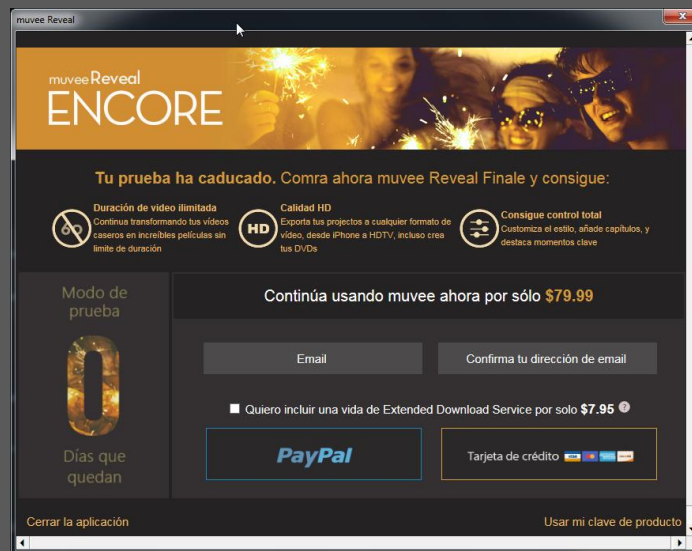 muvee Reveal
muvee Reveal
ENCORE
Tu prueba ha caducado. Comra ahora muvee Reveal Finale y consigue:
60
Duración de video ilimitada
Continua transformando tus vídeos
caseros en increíbles películas sin
limite de duración
HD
Calidad HD
Exporta tus projectos a cualquier formato de
vídeo, desde iPhone a HDTV, incluso crea
tus DVDs
Consigue control total
Customiza el estilo, añade capítulos, y
destaca momentos clave
Modo de
prueba
0
Días que
quedan
Continúa usando muvee ahora por sólo $79.99
Email
Confirma tu dirección de email
Quiero incluir una vida de Extended Download Service por solo $7.95 ?
PayPal
Tarjeta de crédito
Cerrar la aplicación
Usar mi clave de producto